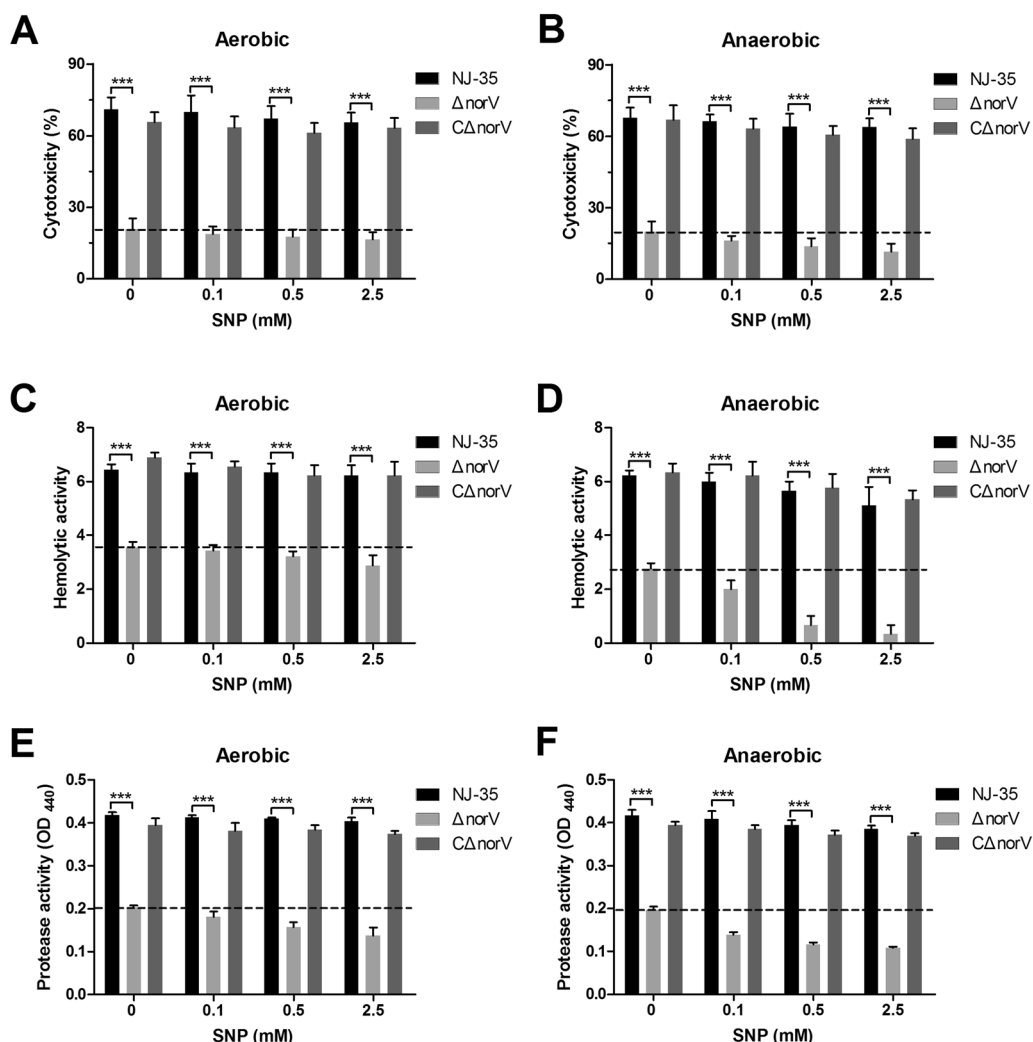 A
Aerobic
Cytotoxicity (%)
90
60
30
0
*** *** *** ***
0 0.1 0.5 2.5
SNP (mM)
NJ-35
ΔnorV
CΔnorV
B
Anaerobic
Cytotoxicity (%)
90
60
30
0
*** *** *** ***
0 0.1 0.5 2.5
SNP (mM)
NJ-35
ΔnorV
CΔnorV
C
Aerobic
Hemolytic activity
8
6
4
2
0
*** *** *** ***
0 0.1 0.5 2.5
SNP (mM)
NJ-35
ΔnorV
CΔnorV
D
Anaerobic
Hemolytic activity
8
6
4
2
0
*** *** *** ***
0 0.1 0.5 2.5
SNP (mM)
NJ-35
ΔnorV
CΔnorV
E
Aerobic
Protease activity (OD 440)
0.5
0.4
0.3
0.2
0.1
0.0
*** *** *** ***
0 0.1 0.5 2.5
SNP (mM)
NJ-35
ΔnorV
CΔnorV
F
Anaerobic
Protease activity (OD 440)
0.5
0.4
0.3
0.2
0.1
0.0
*** *** *** ***
0 0.1 0.5 2.5
SNP (mM)
NJ-35
ΔnorV
CΔnorV